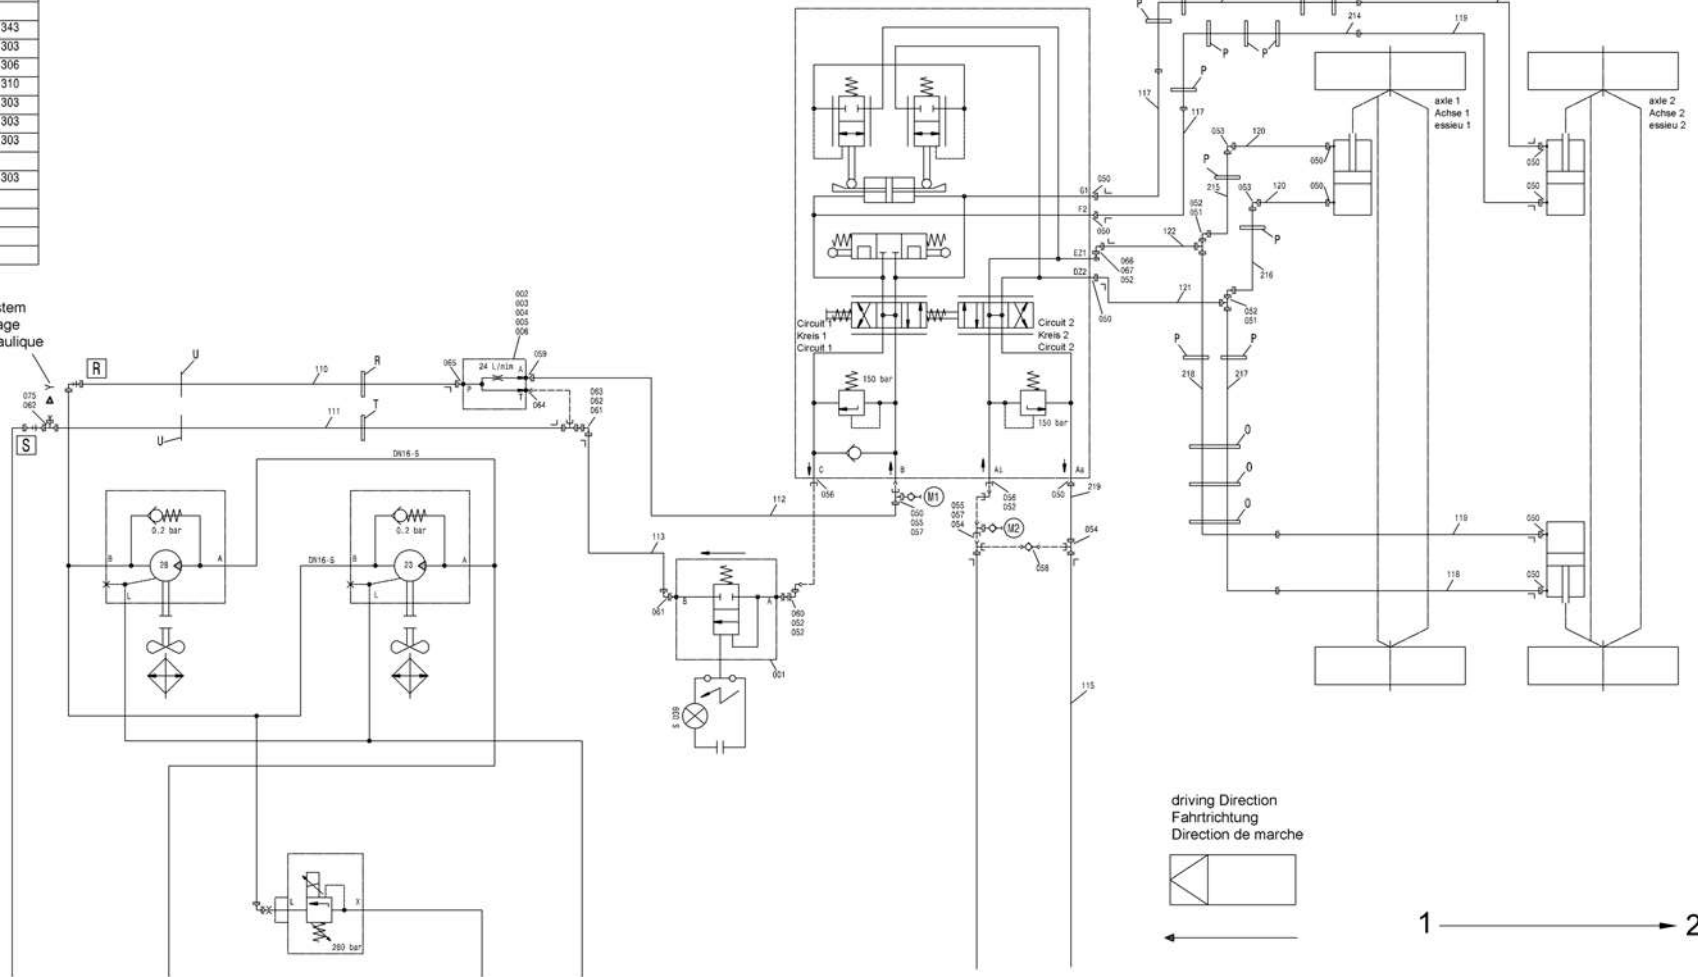 343
303
306
310
303
303
303
303
stem
age
aulique
R
S
U
U
110
111
R
T
075
062
065
24 L/mim
P
A
T
002
003
004
005
006
059
064
063
062
061
DN16-5
DN16-5
0.2 bar
0.2 bar
B
A
L
28
B
A
L
23
112
113
061
B
A
060
052
052
001
S 039
L
X
280 bar
Circuit 1
Kreis 1
Circuit 1
Circuit 2
Kreis 2
Circuit 2
150 bar
150 bar
C
B
A1
056
M1
050
055
057
055
057
054
056
052
M2
050
219
054
058
115
G1
F2
EZ1
DZ2
050
050
066
067
052
050
P
P
P
P
214
119
117
117
053
120
050
P
215
053
120
050
P
052
051
122
216
121
052
051
P
P
218
217
O
O
O
axle 1
Achse 1
essieu 1
axle 2
Achse 2
essieu 2
050
050
119
050
118
050
driving Direction
Fahrtrichtung
Direction de marche
1
2